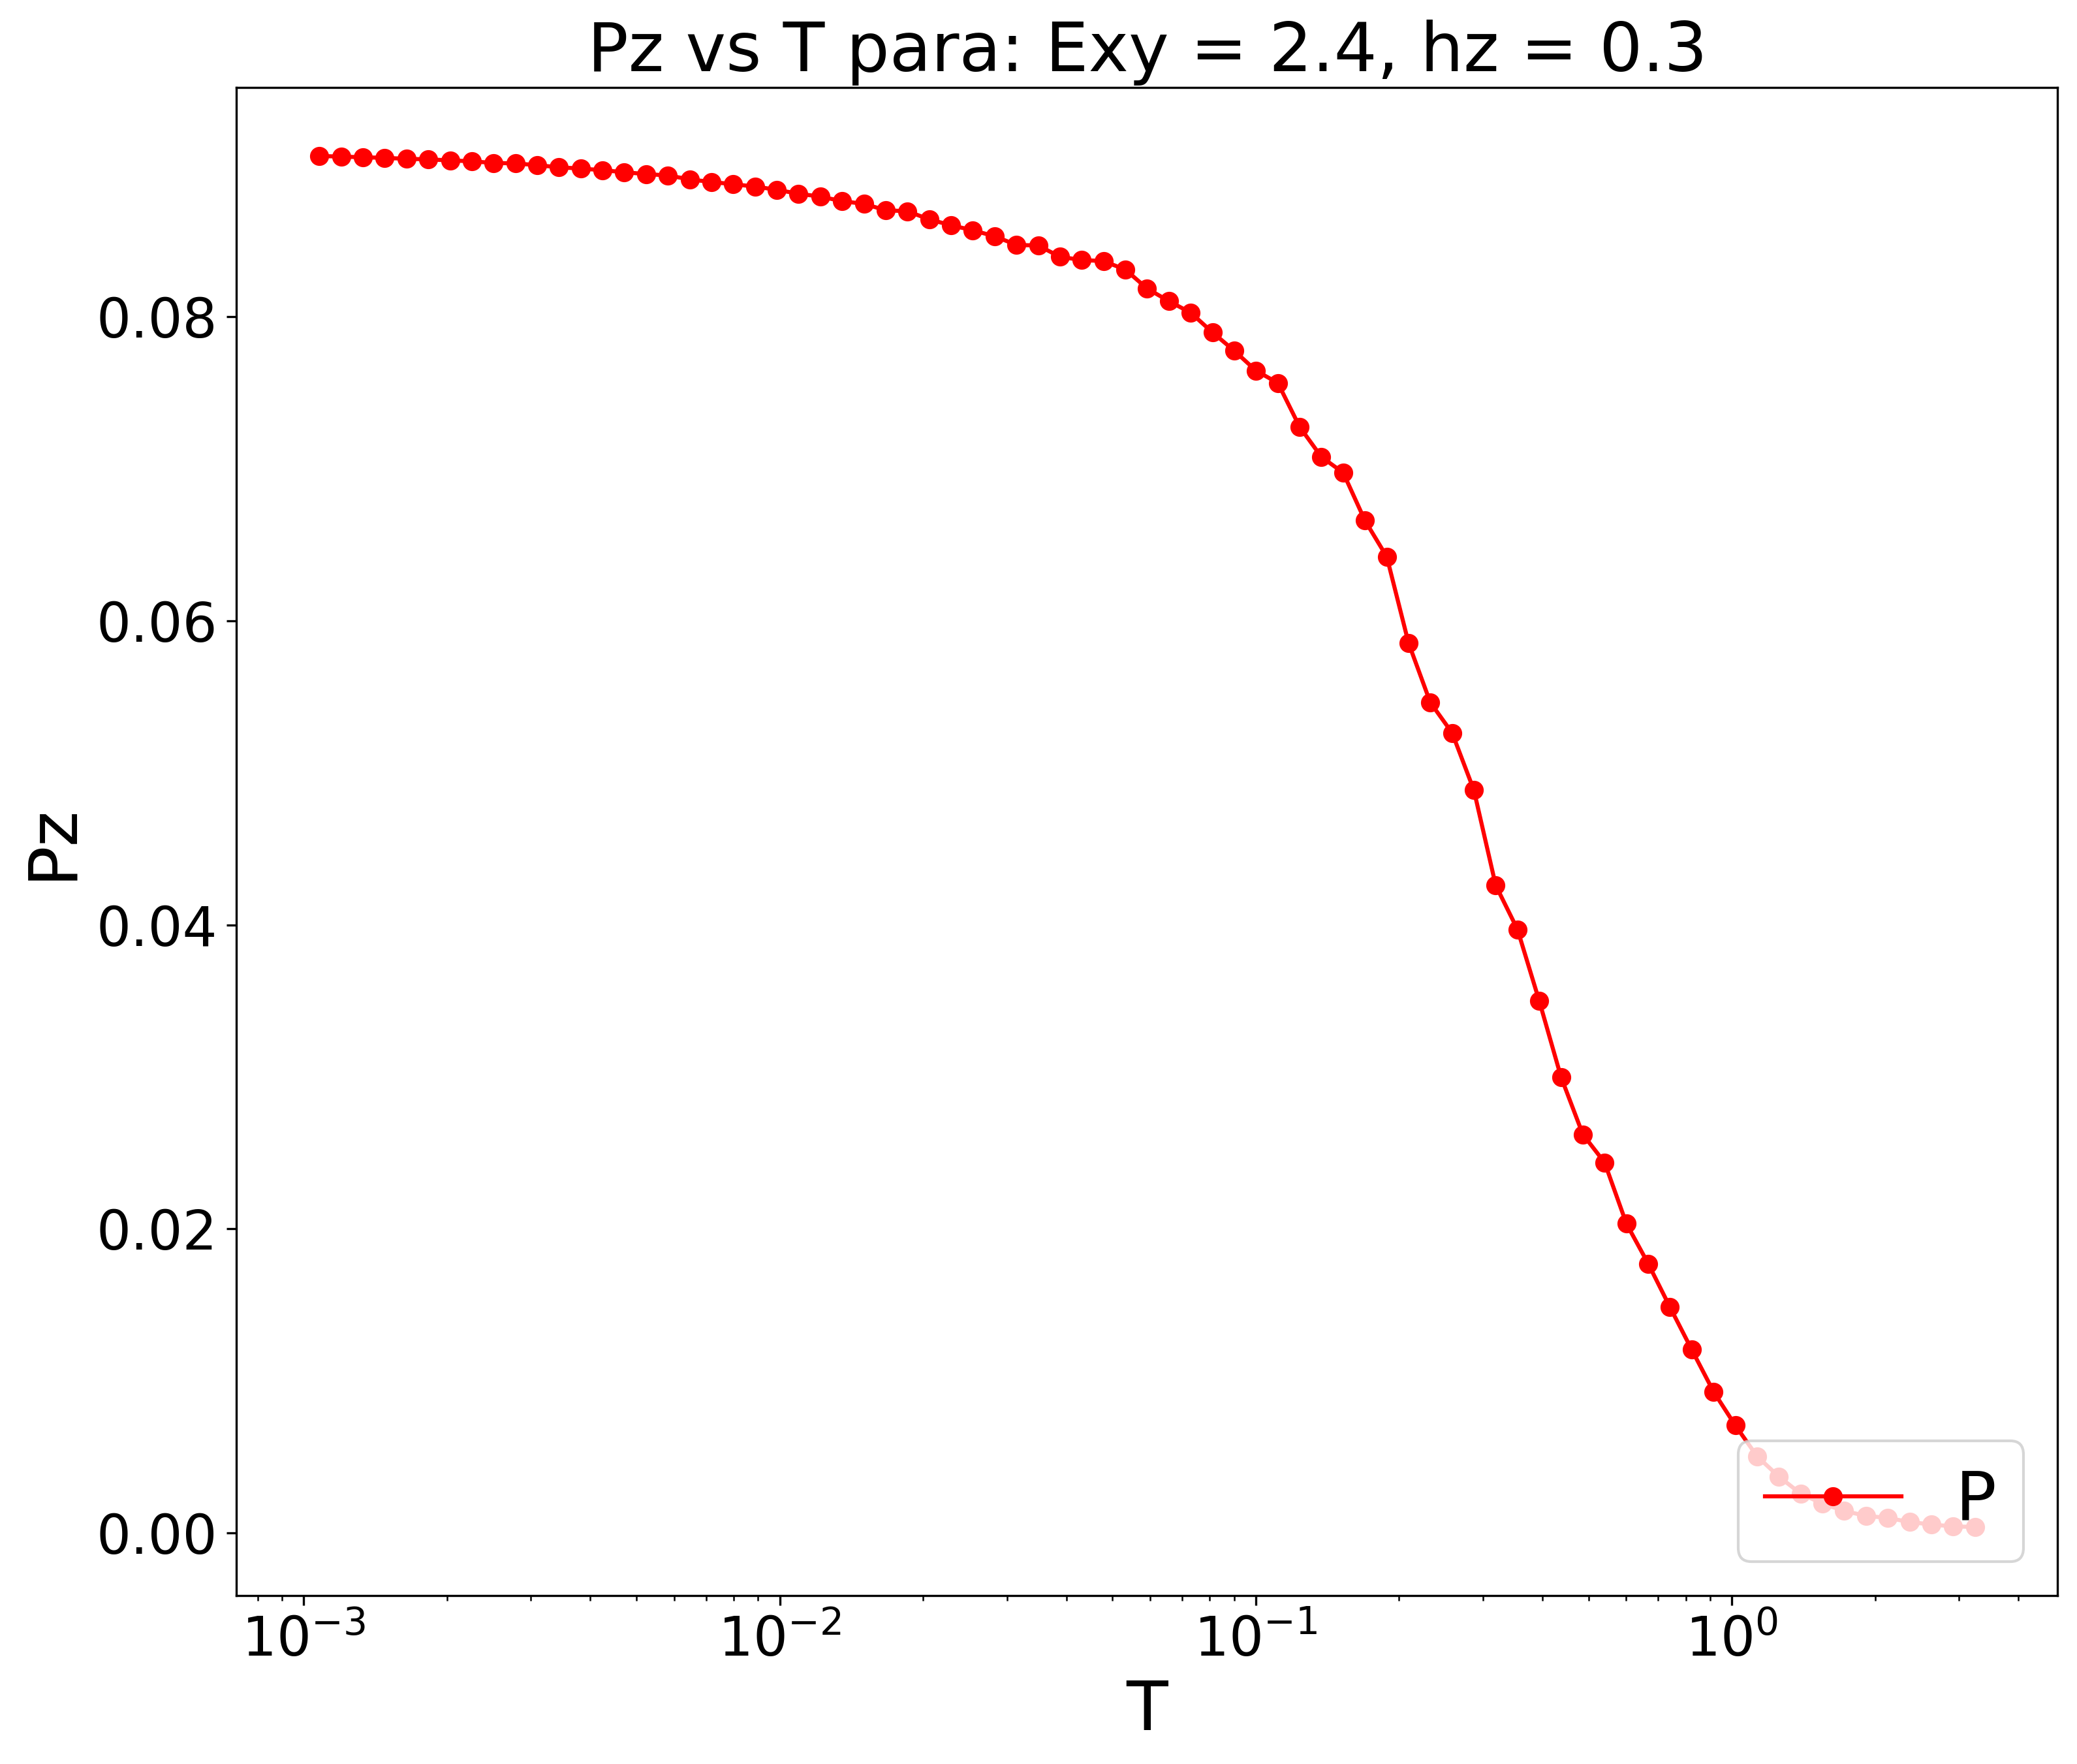 Pz vs T para: Exy = 2.4, hz = 0.3
Pz
0.08
0.06
0.04
0.02
0.00
P
10⁻³ 10⁻² 10⁻¹ 10⁰
T